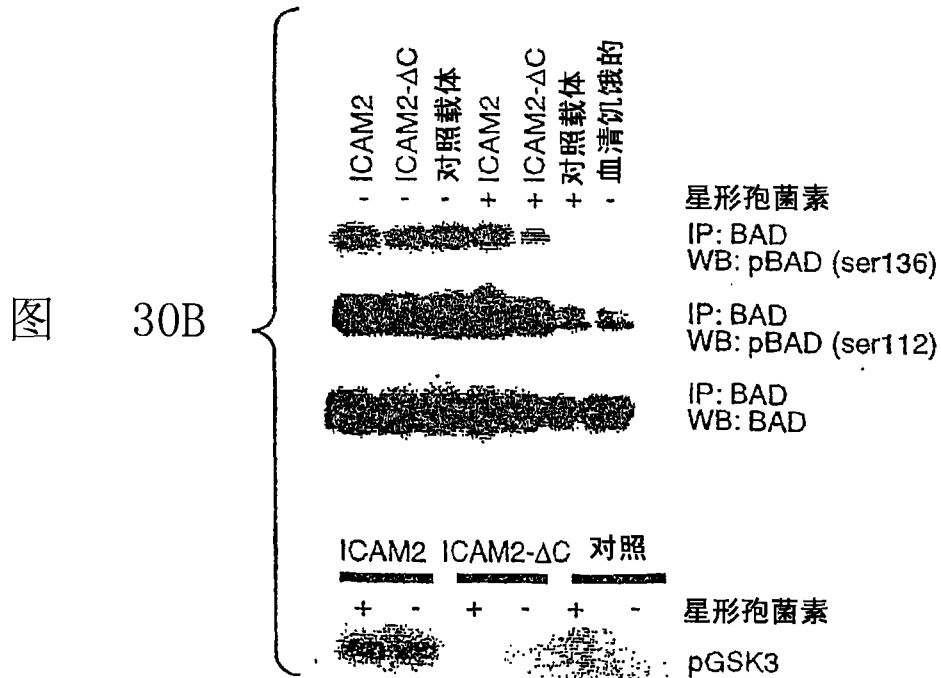 ICAM2
ICAM2-ΔC
对照载体
ICAM2
ICAM2-ΔC
对照载体
血清饥饿的
- - - + + + - 星形孢菌素
IP: BAD
WB: pBAD (ser136)
图 30B
IP: BAD
WB: pBAD (ser112)
IP: BAD
WB: BAD
ICAM2 ICAM2-ΔC 对照
+ - + - + - 星形孢菌素
pGSK3